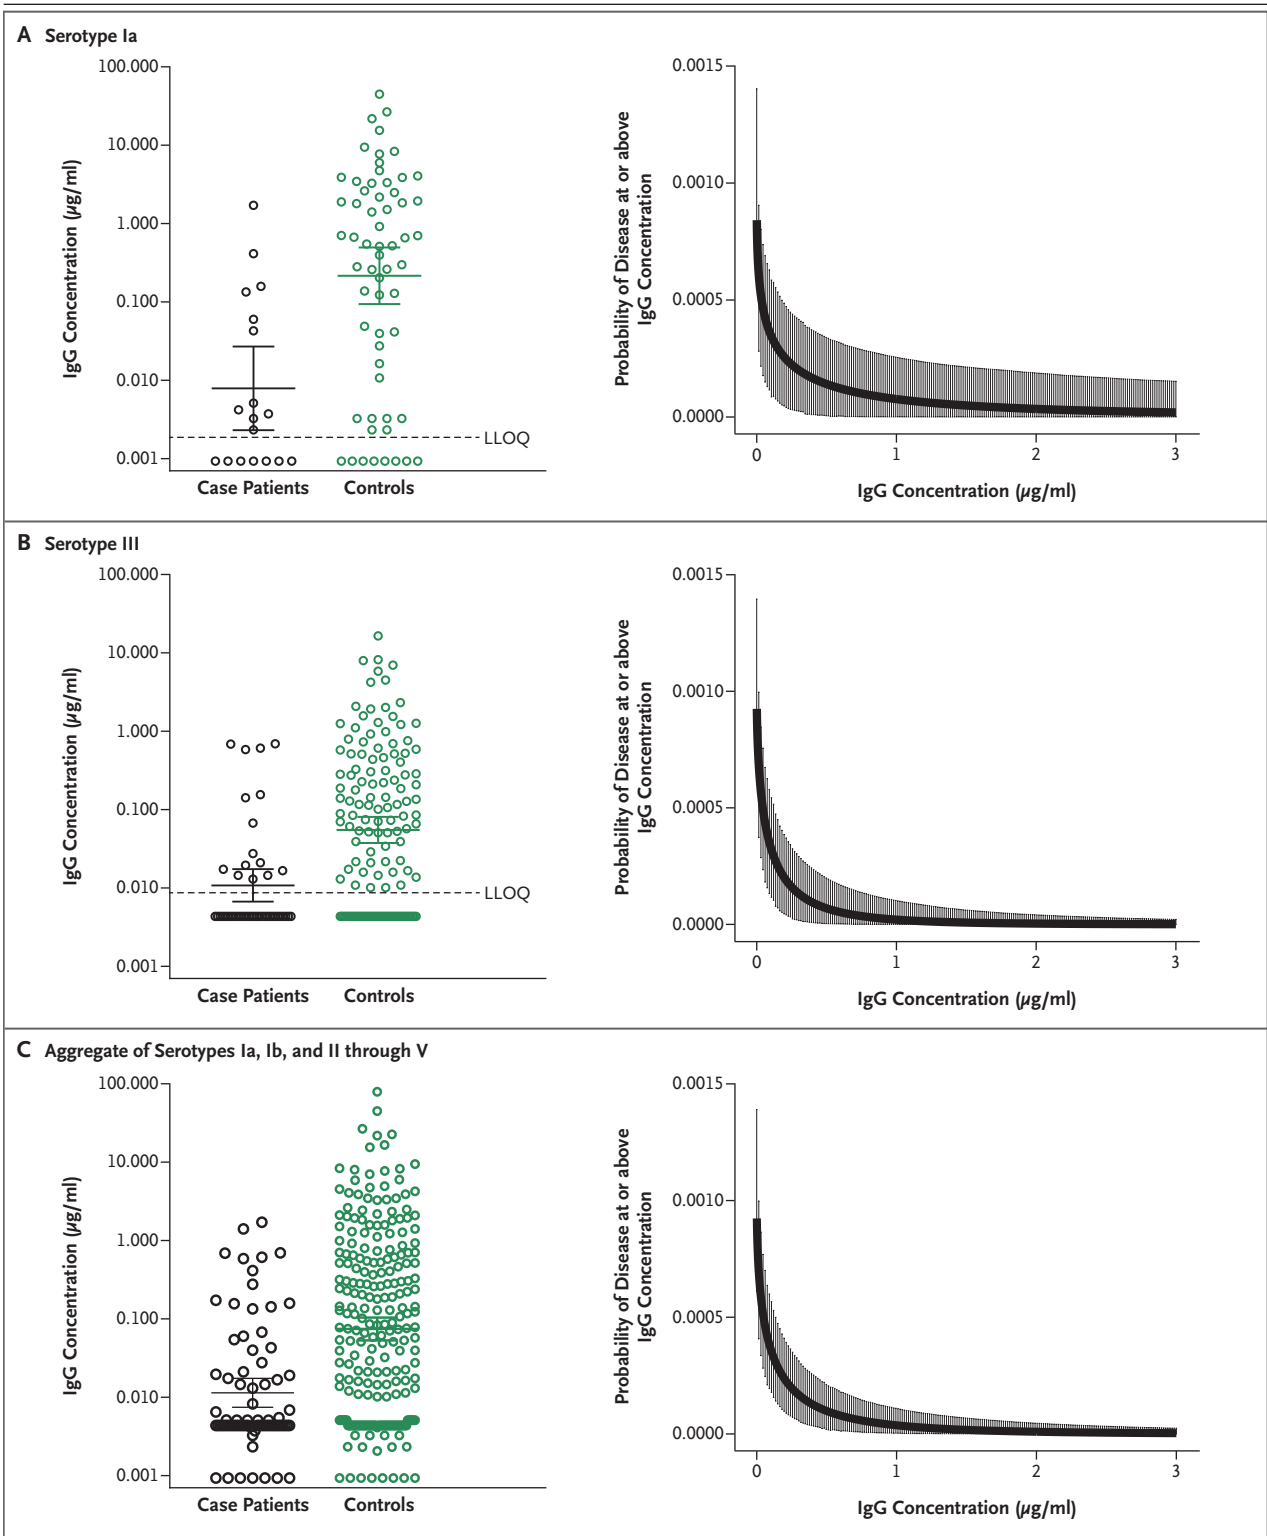 A Serotype Ia
100.000
10.000
1.000
0.100
0.010
0.001
IgG Concentration (µg/ml)
LLOQ
Case Patients
Controls
0.0015
0.0010
0.0005
0.0000
Probability of Disease at or above
IgG Concentration
0
1
2
3
IgG Concentration (µg/ml)
B Serotype III
100.000
10.000
1.000
0.100
0.010
0.001
IgG Concentration (µg/ml)
LLOQ
Case Patients
Controls
0.0015
0.0010
0.0005
0.0000
Probability of Disease at or above
IgG Concentration
0
1
2
3
IgG Concentration (µg/ml)
C Aggregate of Serotypes Ia, Ib, and II through V
100.000
10.000
1.000
0.100
0.010
0.001
IgG Concentration (µg/ml)
Case Patients
Controls
0.0015
0.0010
0.0005
0.0000
Probability of Disease at or above
IgG Concentration
0
1
2
3
IgG Concentration (µg/ml)